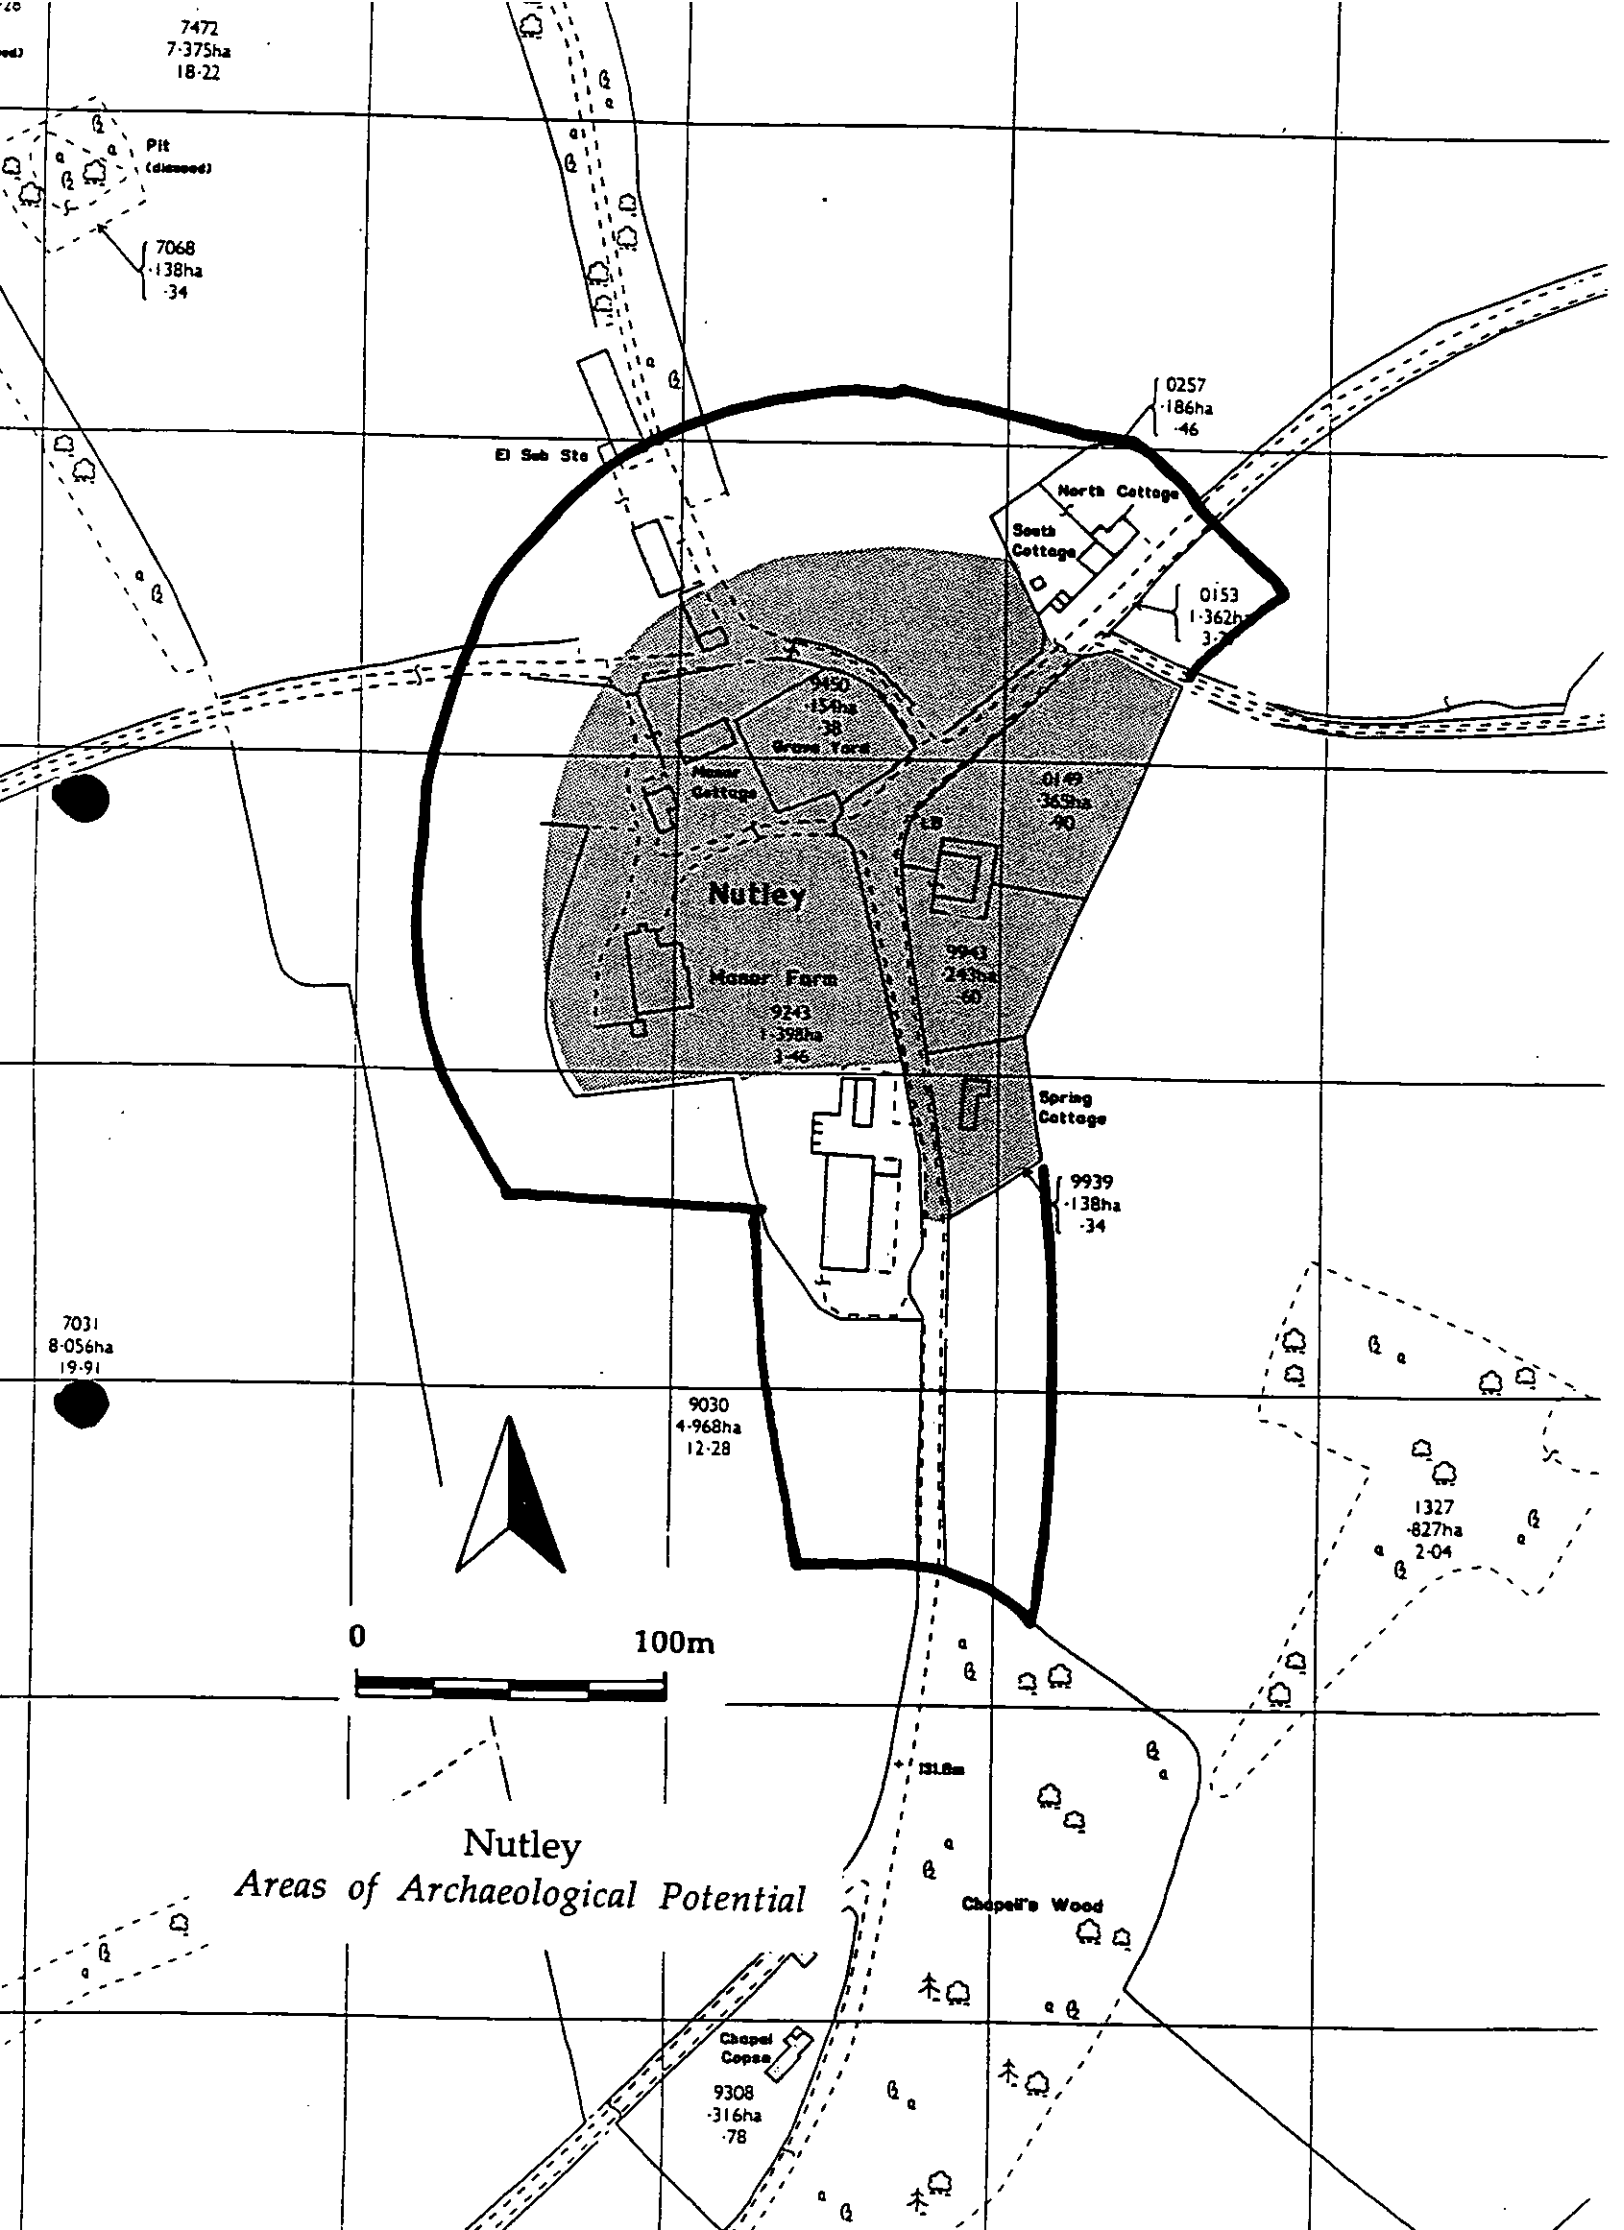 7472
7·375ha
18·22
Pit
(disused)
7068
·138ha
·34
0257
·186ha
·46
El Sub Sta
North Cottage
South
Cottage
0153
1·362ha
9450
·154ha
·38
Grave Yard
Manor
Cottage
0149
·365ha
·90
LB
Nutley
9943
·243ha
·60
Manor Farm
9243
1·398ha
3·46
Spring
Cottage
9939
·138ha
·34
7031
8·056ha
19·91
9030
4·968ha
12·28
1327
·827ha
2·04
0 100m
131.8m
Nutley
Areas of Archaeological Potential
Chapell's Wood
Chapel
Copse
9308
·316ha
·78